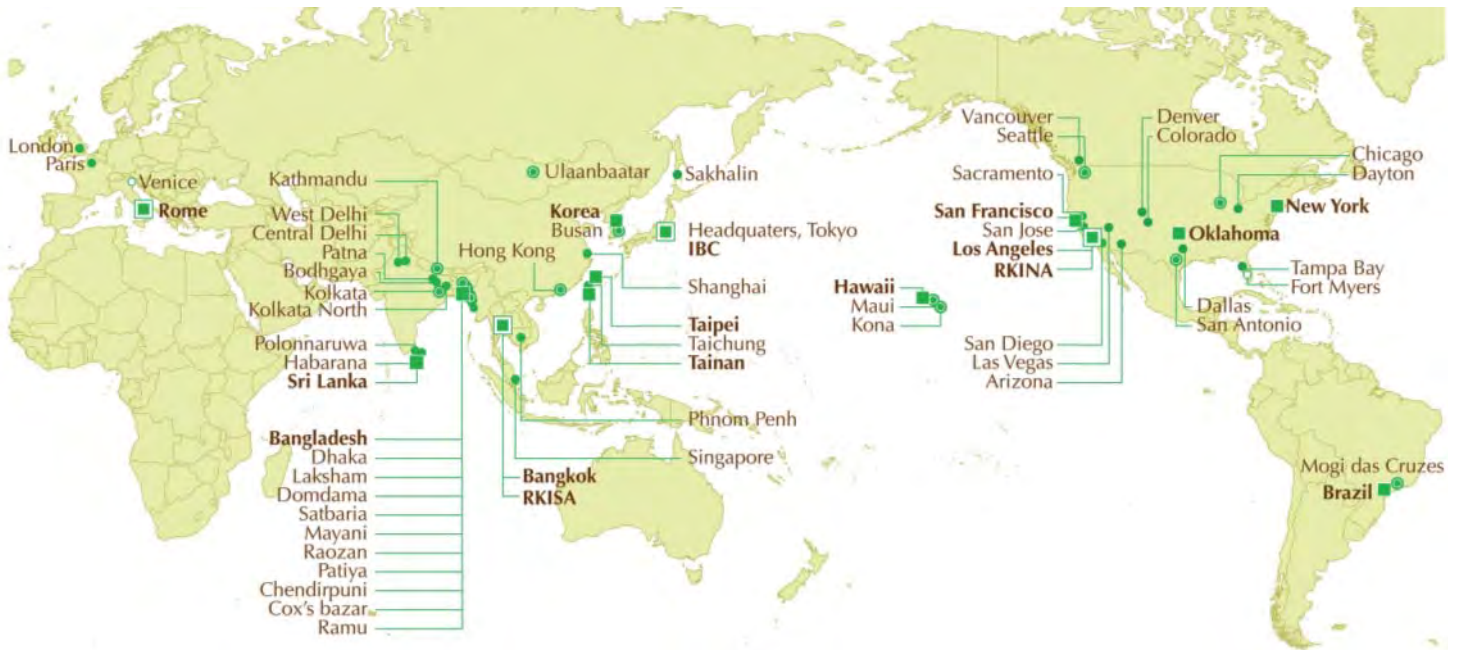 London
Paris
Venice
Rome
Kathmandu
West Delhi
Central Delhi
Patna
Bodhgaya
Kolkata
Kolkata North
Polonnaruwa
Habarana
Sri Lanka
Bangladesh
Dhaka
Laksham
Domdama
Satbaria
Mayani
Raozan
Patiya
Chendirpuni
Cox's bazar
Ramu
Ulaanbaatar
Hong Kong
Korea
Busan
Sakhalin
Headquaters, Tokyo
IBC
Shanghai
Taipei
Taichung
Tainan
Phnom Penh
Singapore
Bangkok
RKISA
Hawaii
Maui
Kona
Vancouver
Seattle
Sacramento
San Francisco
San Jose
Los Angeles
RKINA
San Diego
Las Vegas
Arizona
Denver
Colorado
Chicago
Dayton
New York
Oklahoma
Tampa Bay
Fort Myers
Dallas
San Antonio
Mogi das Cruzes
Brazil